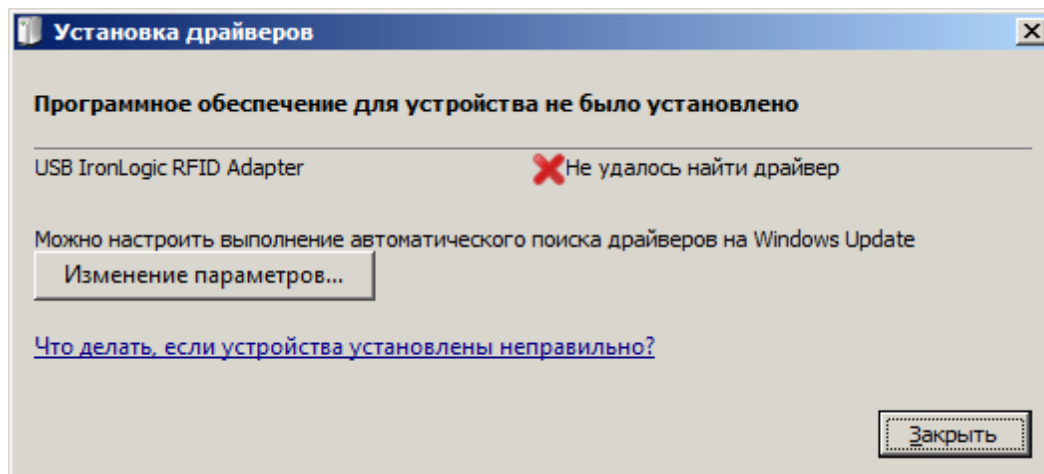 Установка драйверов
Программное обеспечение для устройства не было установлено
USB IronLogic RFID Adapter Не удалось найти драйвер
Можно настроить выполнение автоматического поиска драйверов на Windows Update
Изменение параметров...
Что делать, если устройства установлены неправильно?
Закрыть